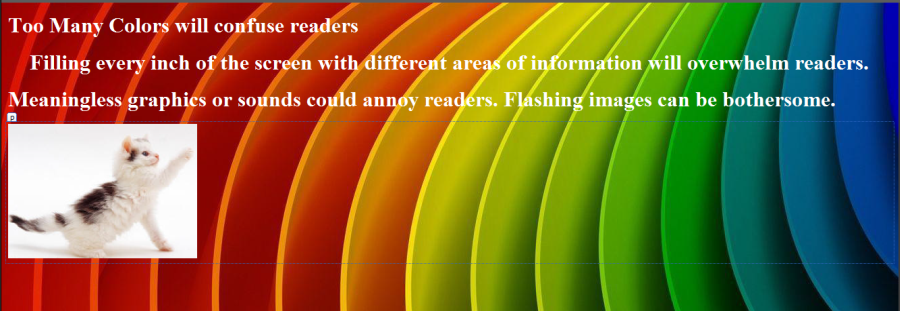 Too Many Colors will confuse readers
Filling every inch of the screen with different areas of information will overwhelm readers.
Meaningless graphics or sounds could annoy readers. Flashing images can be bothersome.
p